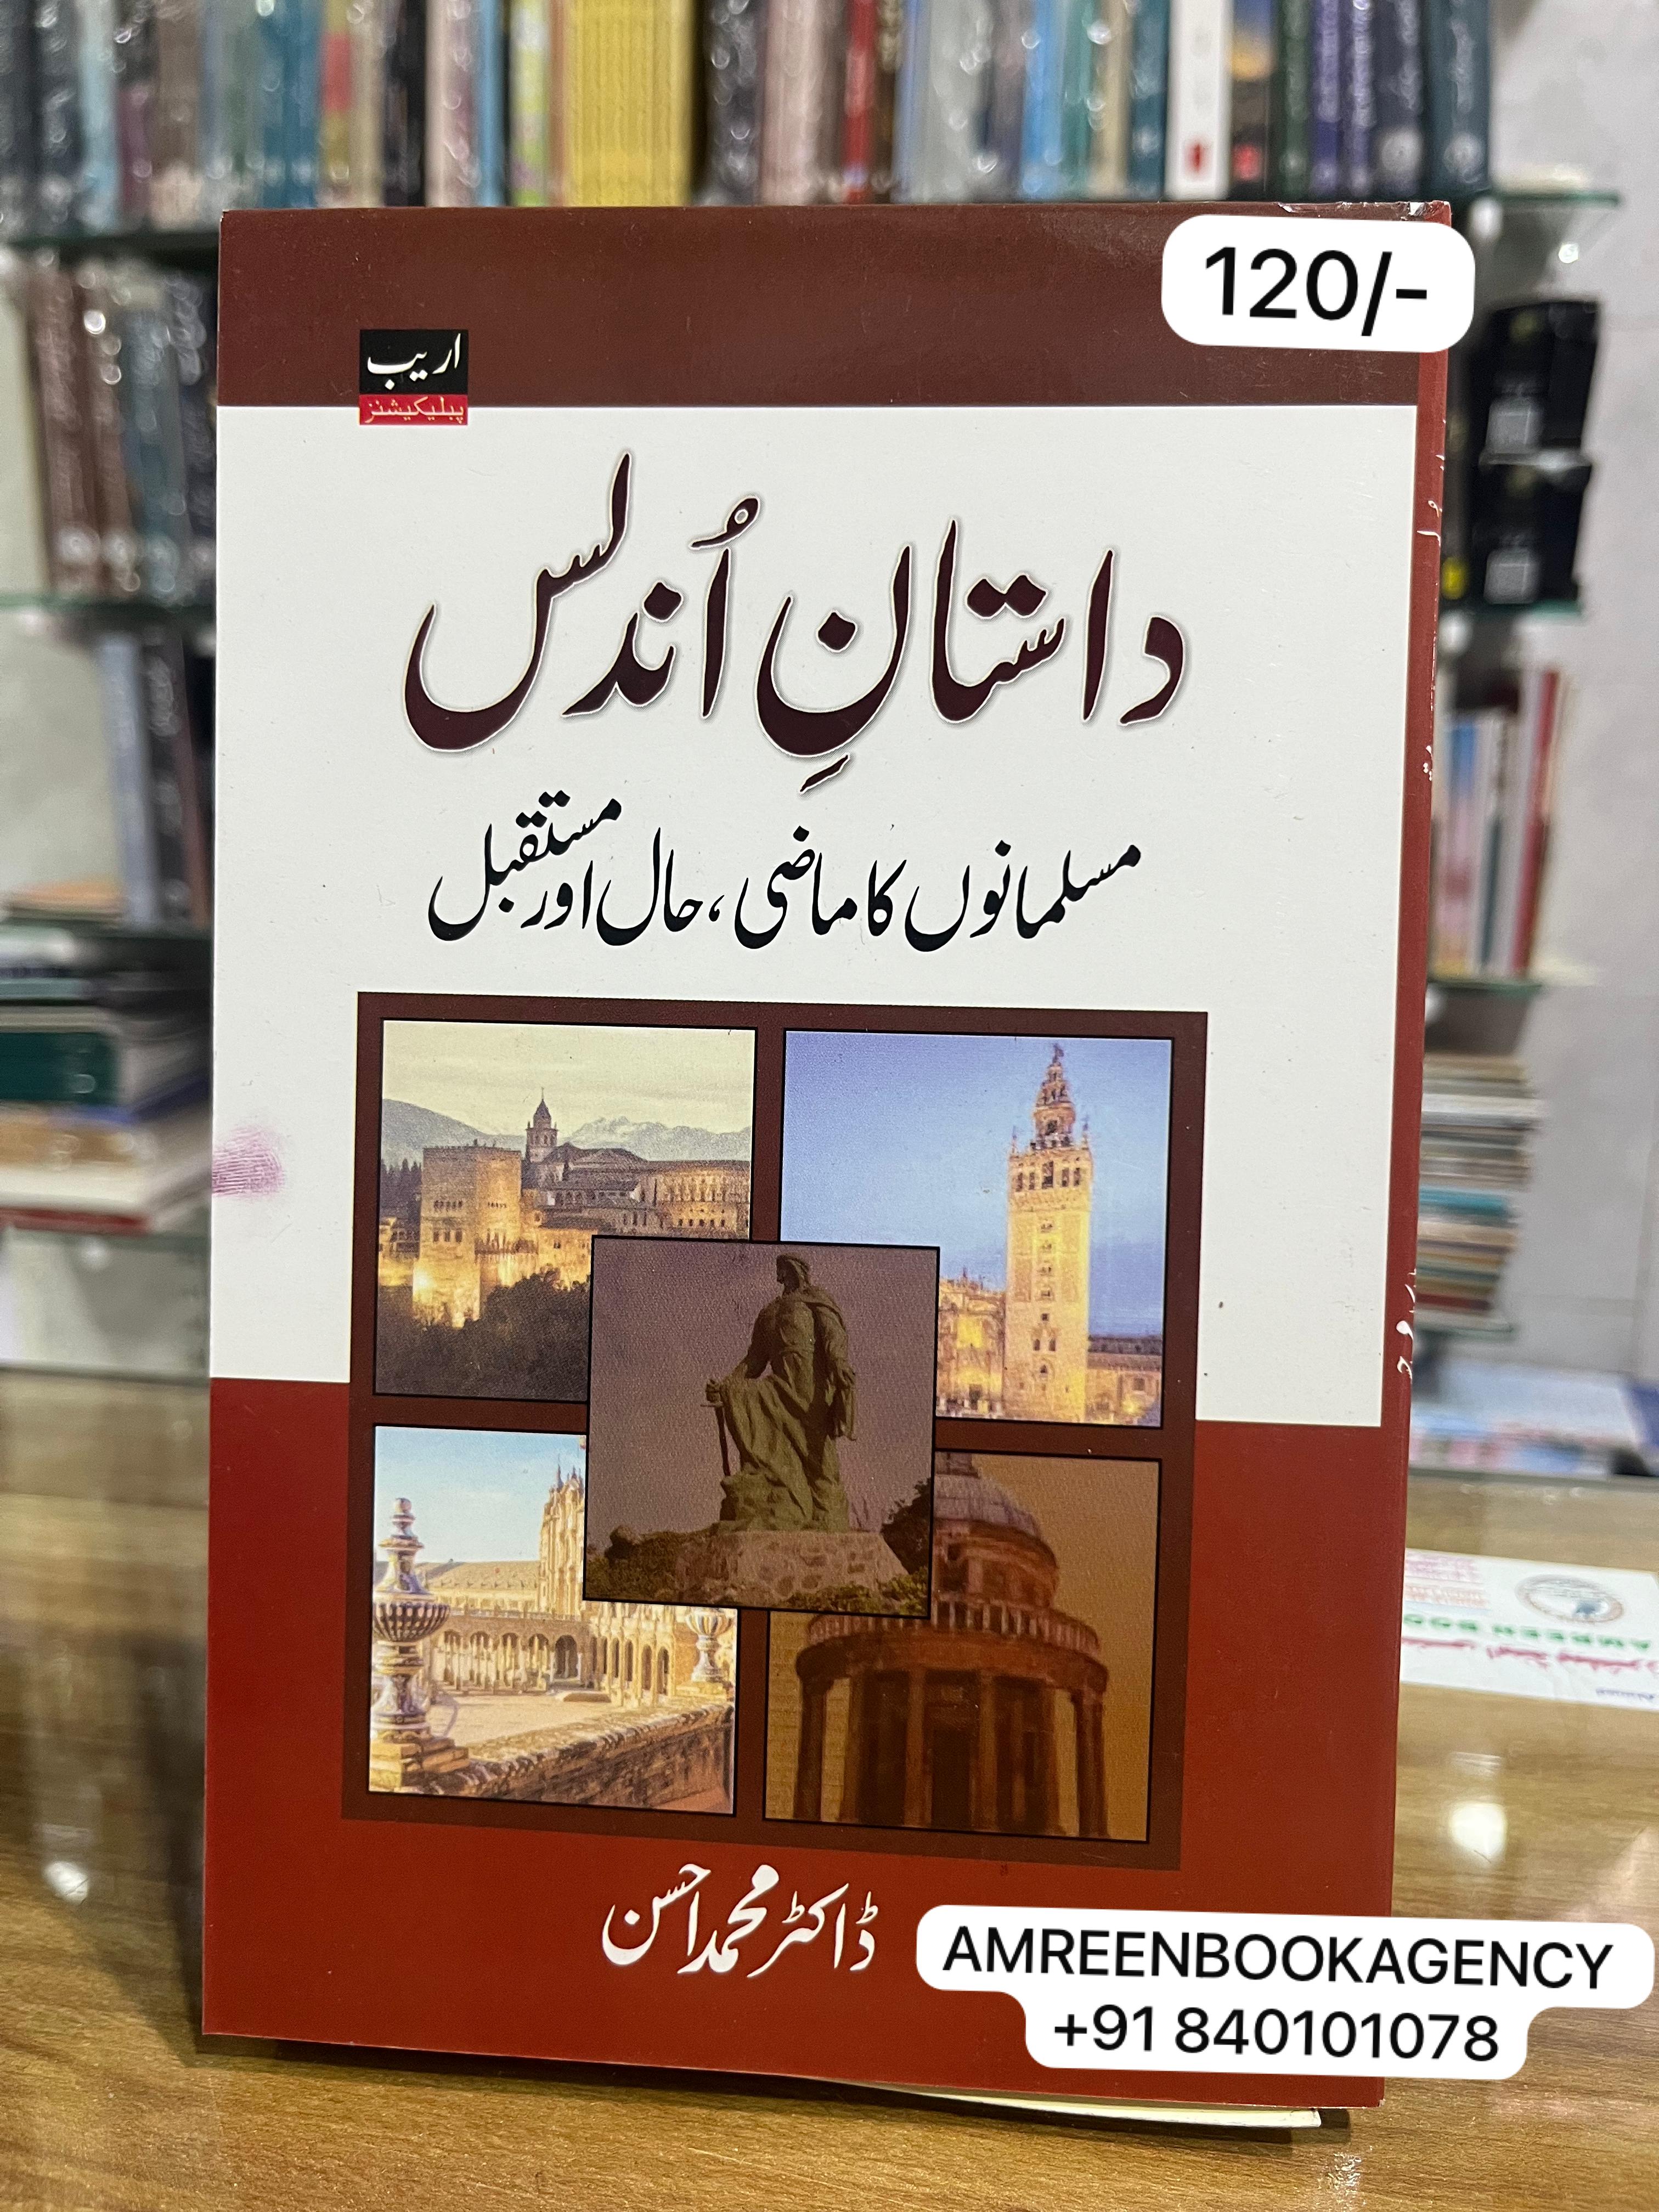 120/-
اریب
پبلیکیشنز
داستانِ اُندلس
مسلمانوں کا ماضی، حال اور مستقبل
ڈاکٹر محمد احسن
AMREENBOOKAGENCY
+91 840101078